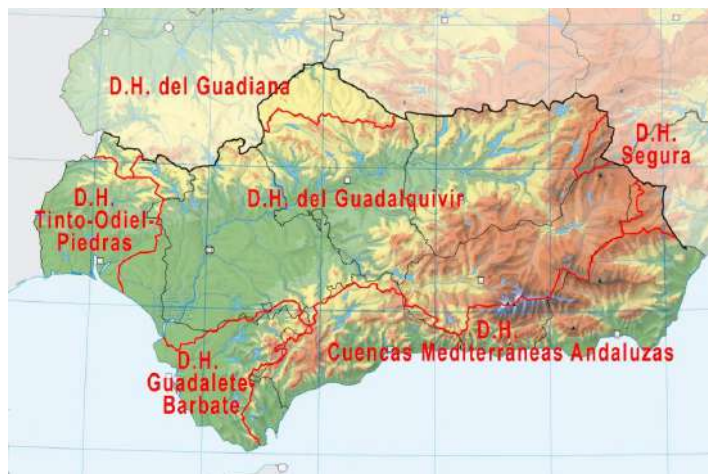 D.H. del Guadiana
D.H.
Segura
D.H.
Tinto-Odiel-
Piedras
D.H. del Guadalquivir
D.H.
Cuencas Mediterráneas Andaluzas
D.H.
Guadalete-
Barbate